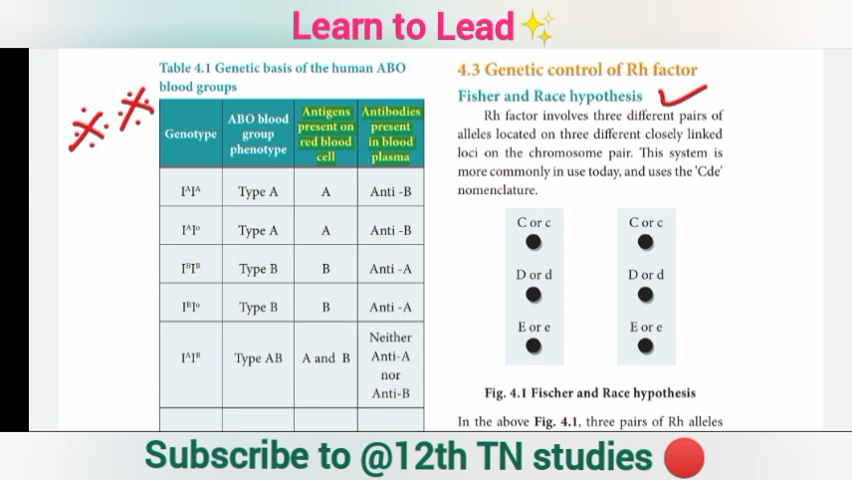 Learn to Lead✨
Table 4.1 Genetic basis of the human ABO
blood groups
Genotype
ABO blood
group
phenotype
Antigens
present on
red blood
cell
Antibodies
present
in blood
plasma
IᴬIᴬ Type A A Anti -B
IᴬIᵒ Type A A Anti -B
IᴮIᴮ Type B B Anti -A
IᴮIᵒ Type B B Anti -A
IᴬIᴮ Type AB A and B
Neither
Anti-A
nor
Anti-B
4.3 Genetic control of Rh factor
Fisher and Race hypothesis
Rh factor involves three different pairs of
alleles located on three different closely linked
loci on the chromosome pair. This system is
more commonly in use today, and uses the 'Cde'
nomenclature.
C or c C or c
D or d D or d
E or e E or e
Fig. 4.1 Fischer and Race hypothesis
In the above Fig. 4.1, three pairs of Rh alleles
Subscribe to @12th TN studies 🔴